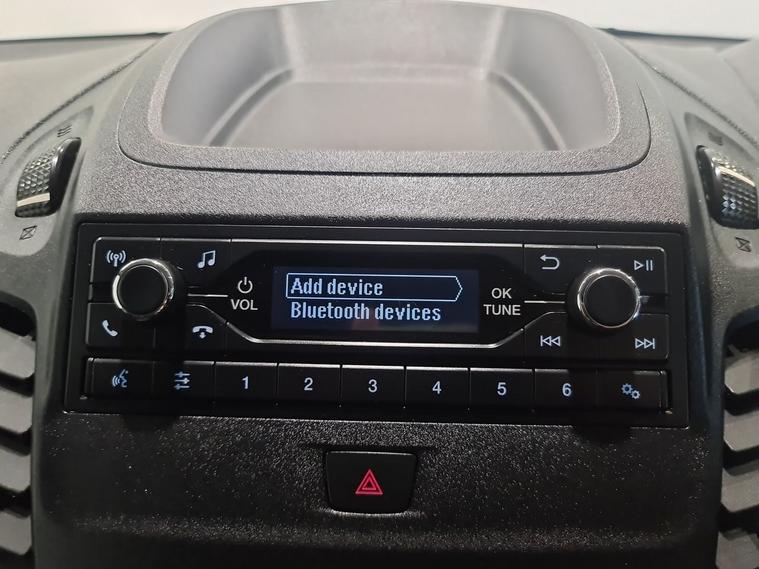 Add device
Bluetooth devices
VOL
OK
TUNE
1 2 3 4 5 6